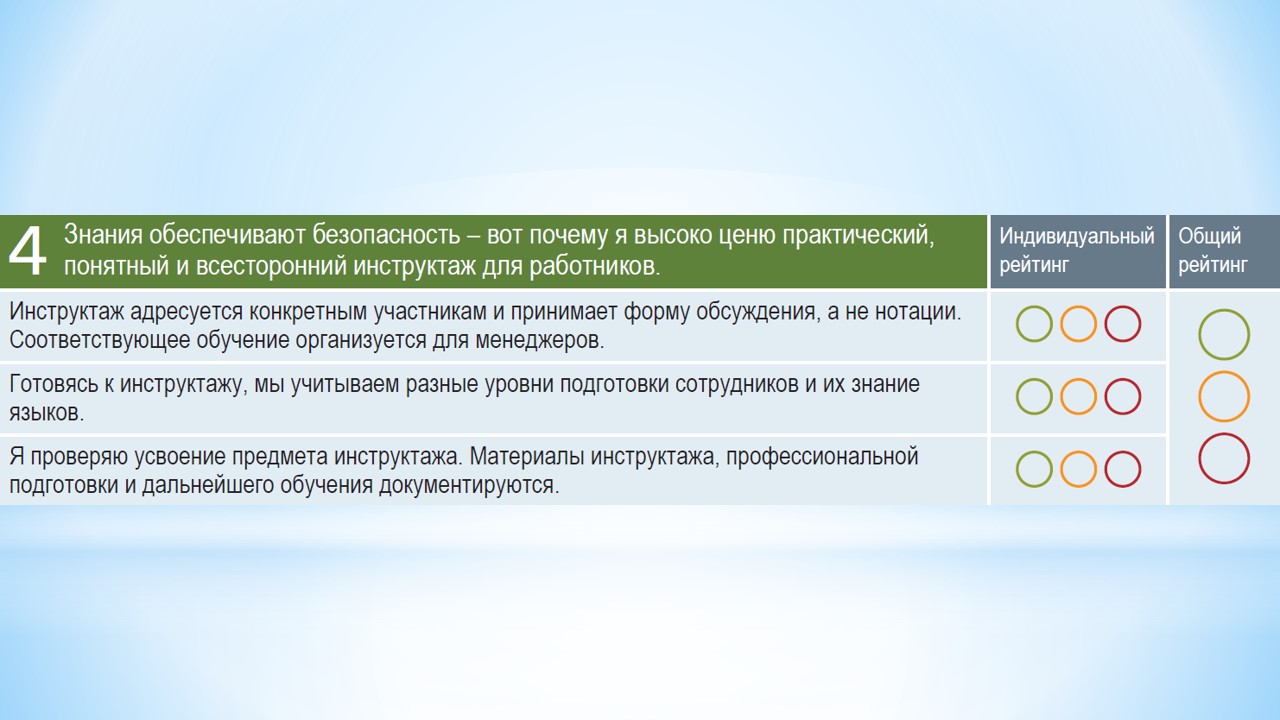 4
Знания обеспечивают безопасность – вот почему я высоко ценю практический,
понятный и всесторонний инструктаж для работников.
Индивидуальный
рейтинг
Общий
рейтинг
Инструктаж адресуется конкретным участникам и принимает форму обсуждения, а не нотации.
Соответствующее обучение организуется для менеджеров.
Готовясь к инструктажу, мы учитываем разные уровни подготовки сотрудников и их знание
языков.
Я проверяю усвоение предмета инструктажа. Материалы инструктажа, профессиональной
подготовки и дальнейшего обучения документируются.